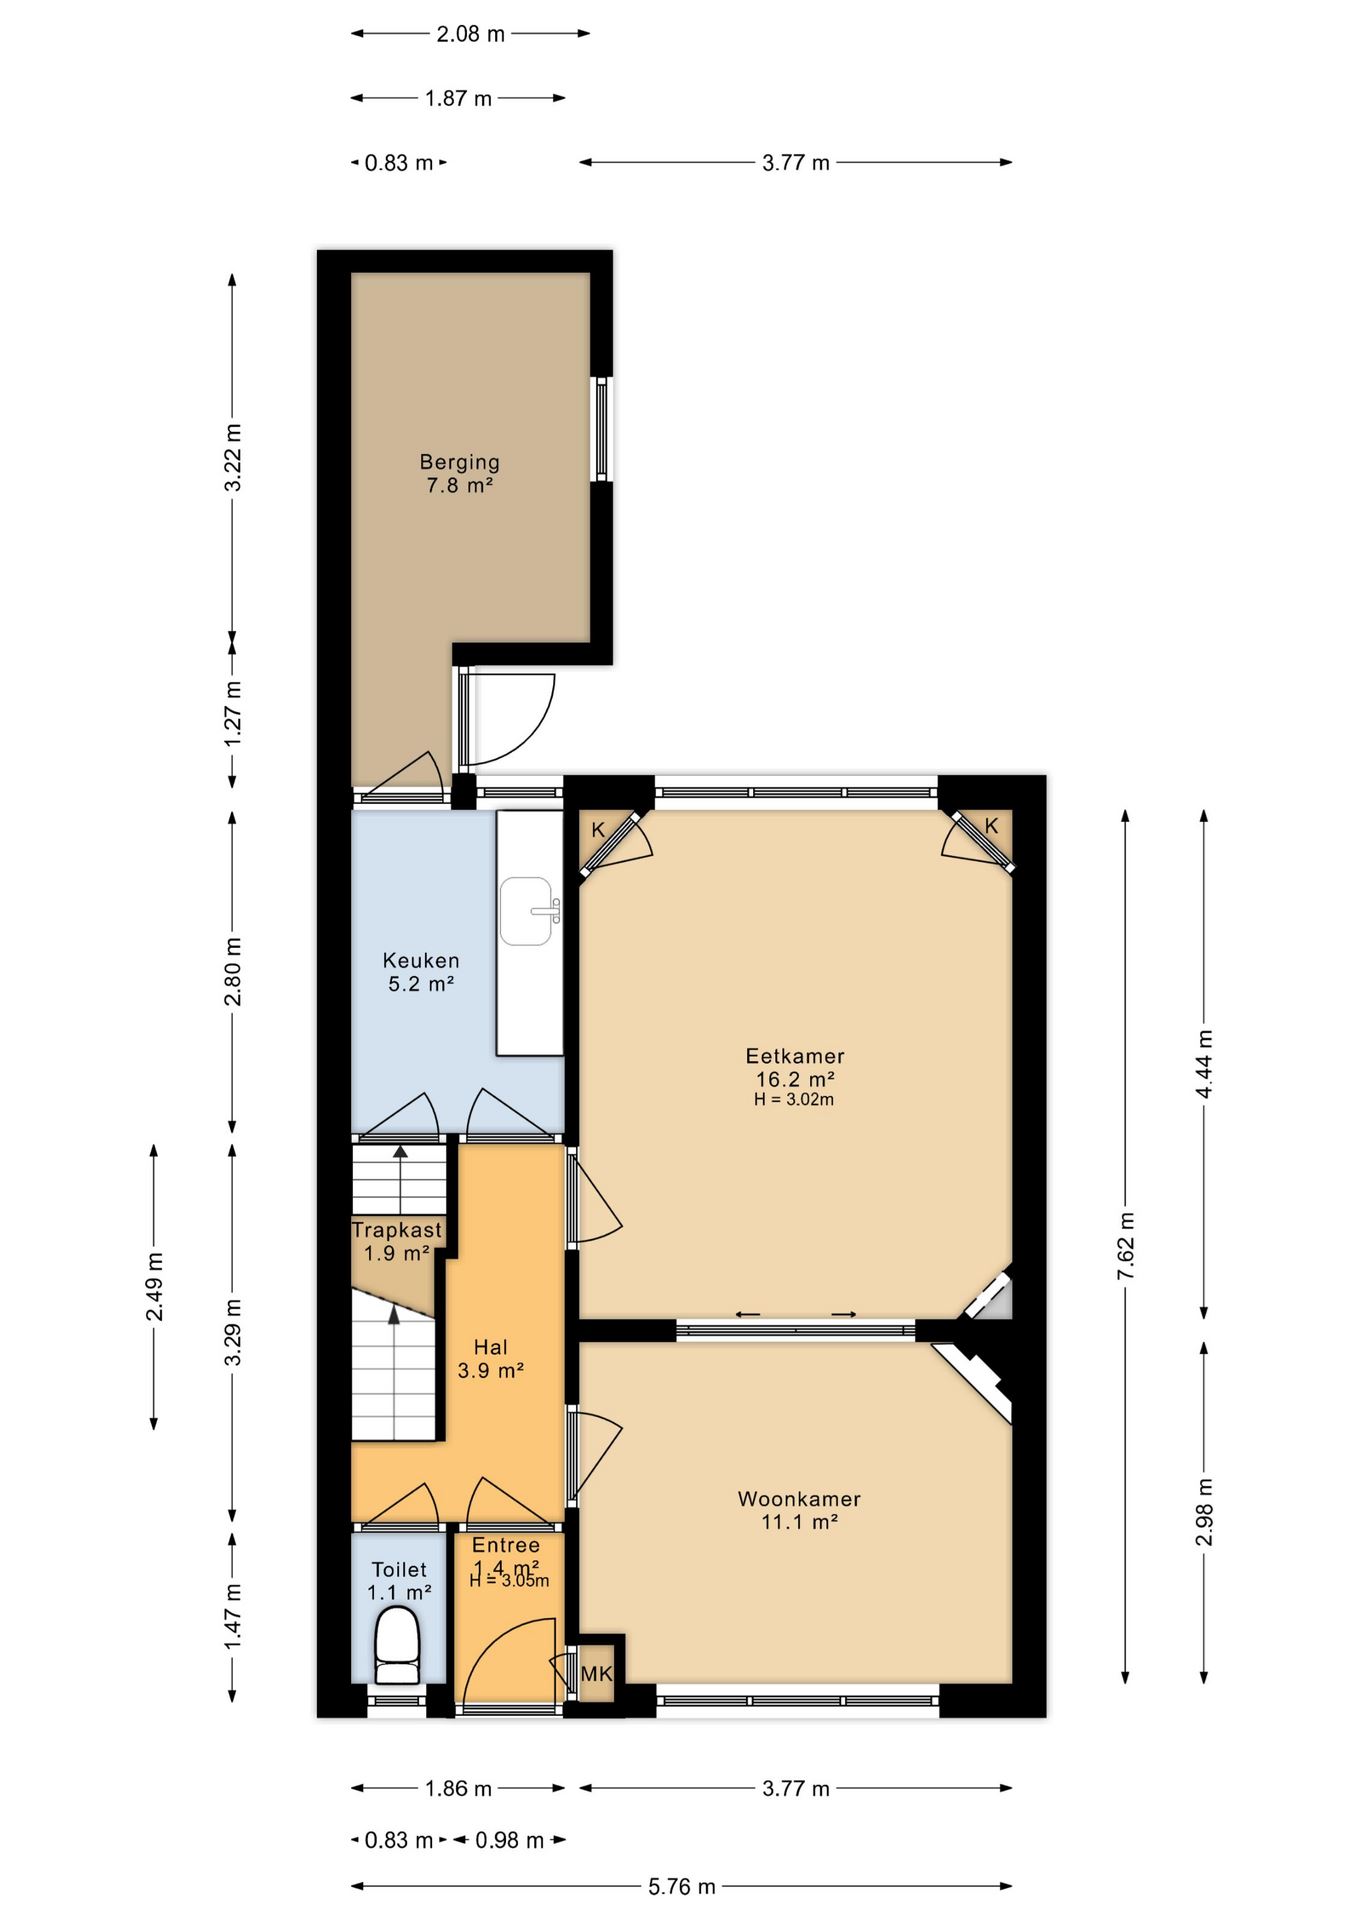 2.08 m
1.87 m
0.83 m
3.77 m
3.22 m
Berging
7.8 m²
1.27 m
K
K
2.80 m
Keuken
5.2 m²
Eetkamer
16.2 m²
H = 3.02m
4.44 m
7.62 m
2.49 m
3.29 m
Trapkast
1.9 m²
Hal
3.9 m²
Woonkamer
11.1 m²
2.98 m
1.47 m
Toilet
1.1 m²
Entree
1.4 m²
H = 3.05m
MK
1.86 m
3.77 m
0.83 m
0.98 m
5.76 m